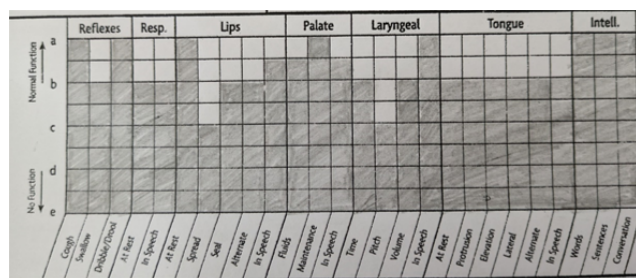 Reflexes Resp. Lips Palate Laryngeal Tongue Intell.
a
Normal Function
b
c
d
No Function
e
Cough Swallow Dribble/Drool At Rest In Speech At Rest Spread Seal Alternate In Speech Fluids Maintenance In Speech Time Pitch Volume In Speech At Rest Protrusion Elevation Lateral Alternate In Speech Words Sentences Conversation